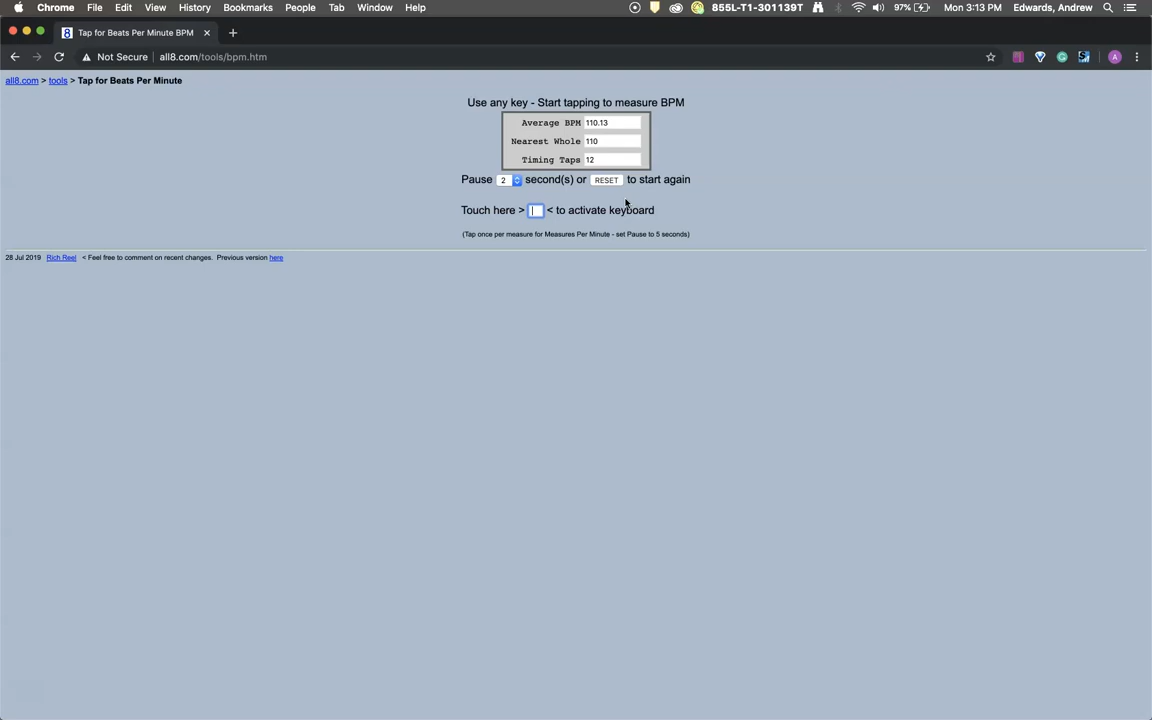 Chrome File Edit View History Bookmarks People Tab Window Help 855L-T1-301139T 97% Mon 3:13 PM Edwards, Andrew
8 Tap for Beats Per Minute BPM
Not Secure all8.com/tools/bpm.htm A
all8.com > tools > Tap for Beats Per Minute
Use any key - Start tapping to measure BPM
Average BPM 110.13
Nearest Whole 110
Timing Taps 12
Pause 2 second(s) or RESET to start again
Touch here > < to activate keyboard
(Tap once per measure for Measures Per Minute - set Pause to 5 seconds)
28 Jul 2019 Rich Reel < Feel free to comment on recent changes. Previous version here